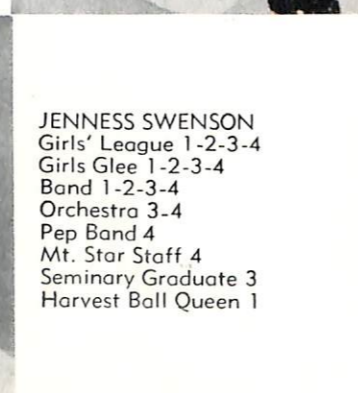 JENNESS SWENSON
Girls' League 1-2-3-4
Girls Glee 1-2-3-4
Band 1-2-3-4
Orchestra 3-4
Pep Band 4
Mt. Star Staff 4
Seminary Graduate 3
Harvest Ball Queen 1